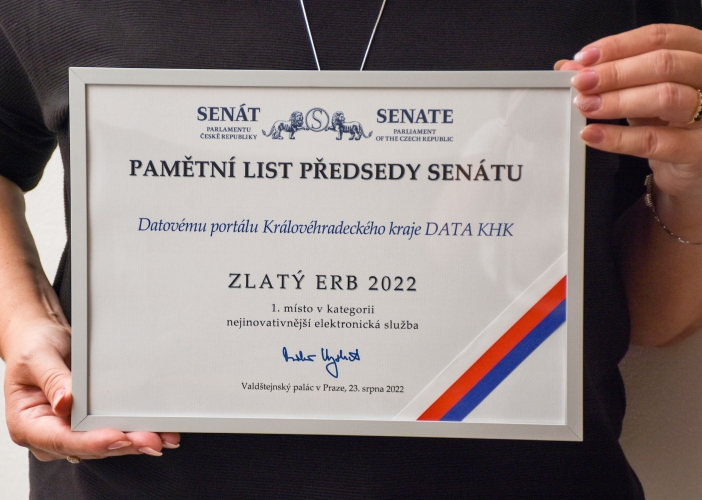 SENÁT
PARLAMENTU
ČESKÉ REPUBLIKY
S
SENATE
PARLIAMENT
OF THE CZECH REPUBLIC
PAMĚTNÍ LIST PŘEDSEDY SENÁTU
Datovému portálu Královéhradeckého kraje DATA KHK
ZLATÝ ERB 2022
1. místo v kategorii
nejinovativnější elektronická služba
Valdštejnský palác v Praze, 23. srpna 2022